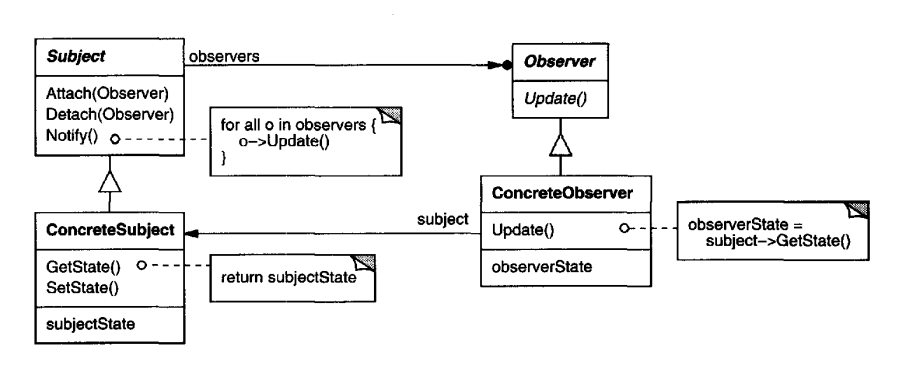 Subject
observers
Observer
Attach(Observer)
Detach(Observer)
Notify()
for all o in observers {
o->Update()
}
Update()
ConcreteSubject
subject
ConcreteObserver
GetState()
SetState()
return subjectState
Update()
observerState =
subject->GetState()
observerState
subjectState